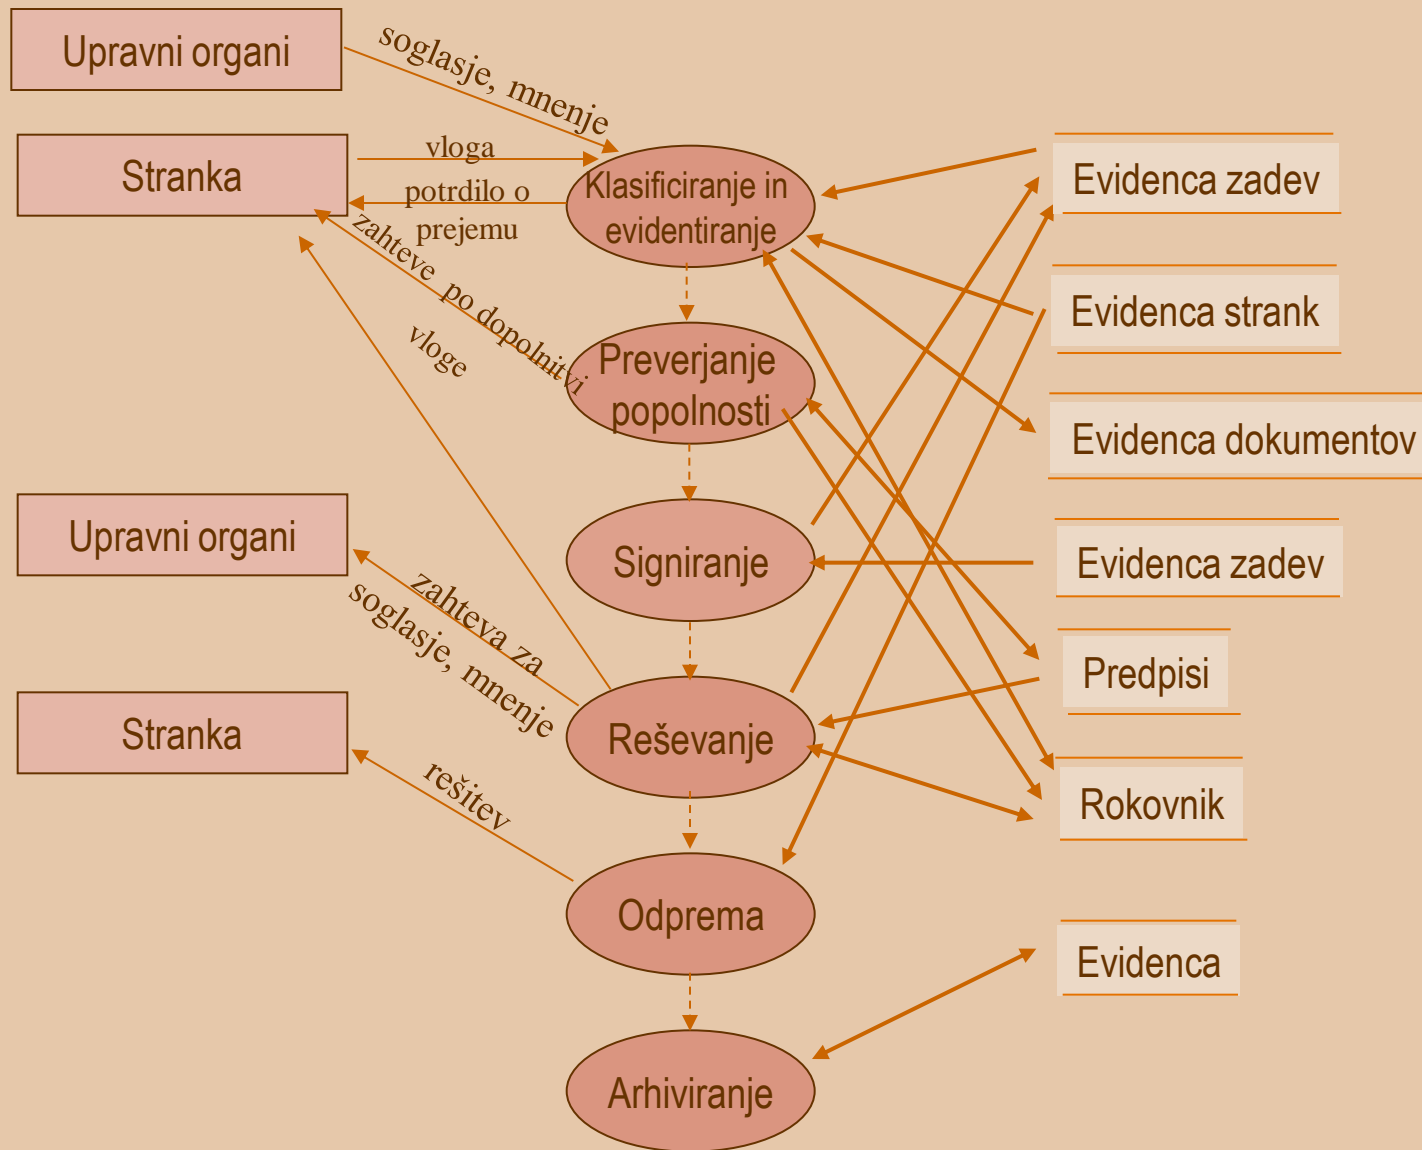 Upravni organi
soglasje, mnenje
Stranka
vloga
potrdilo o
prejemu
zahteve po dopolnitvi
vloge
Klasificiranje in
evidentiranje
Evidenca zadev
Evidenca strank
Preverjanje
popolnosti
Evidenca dokumentov
Upravni organi
zahteva za
soglasje, mnenje
Signiranje
Evidenca zadev
Predpisi
Stranka
rešitev
Reševanje
Rokovnik
Odprema
Evidenca
Arhiviranje